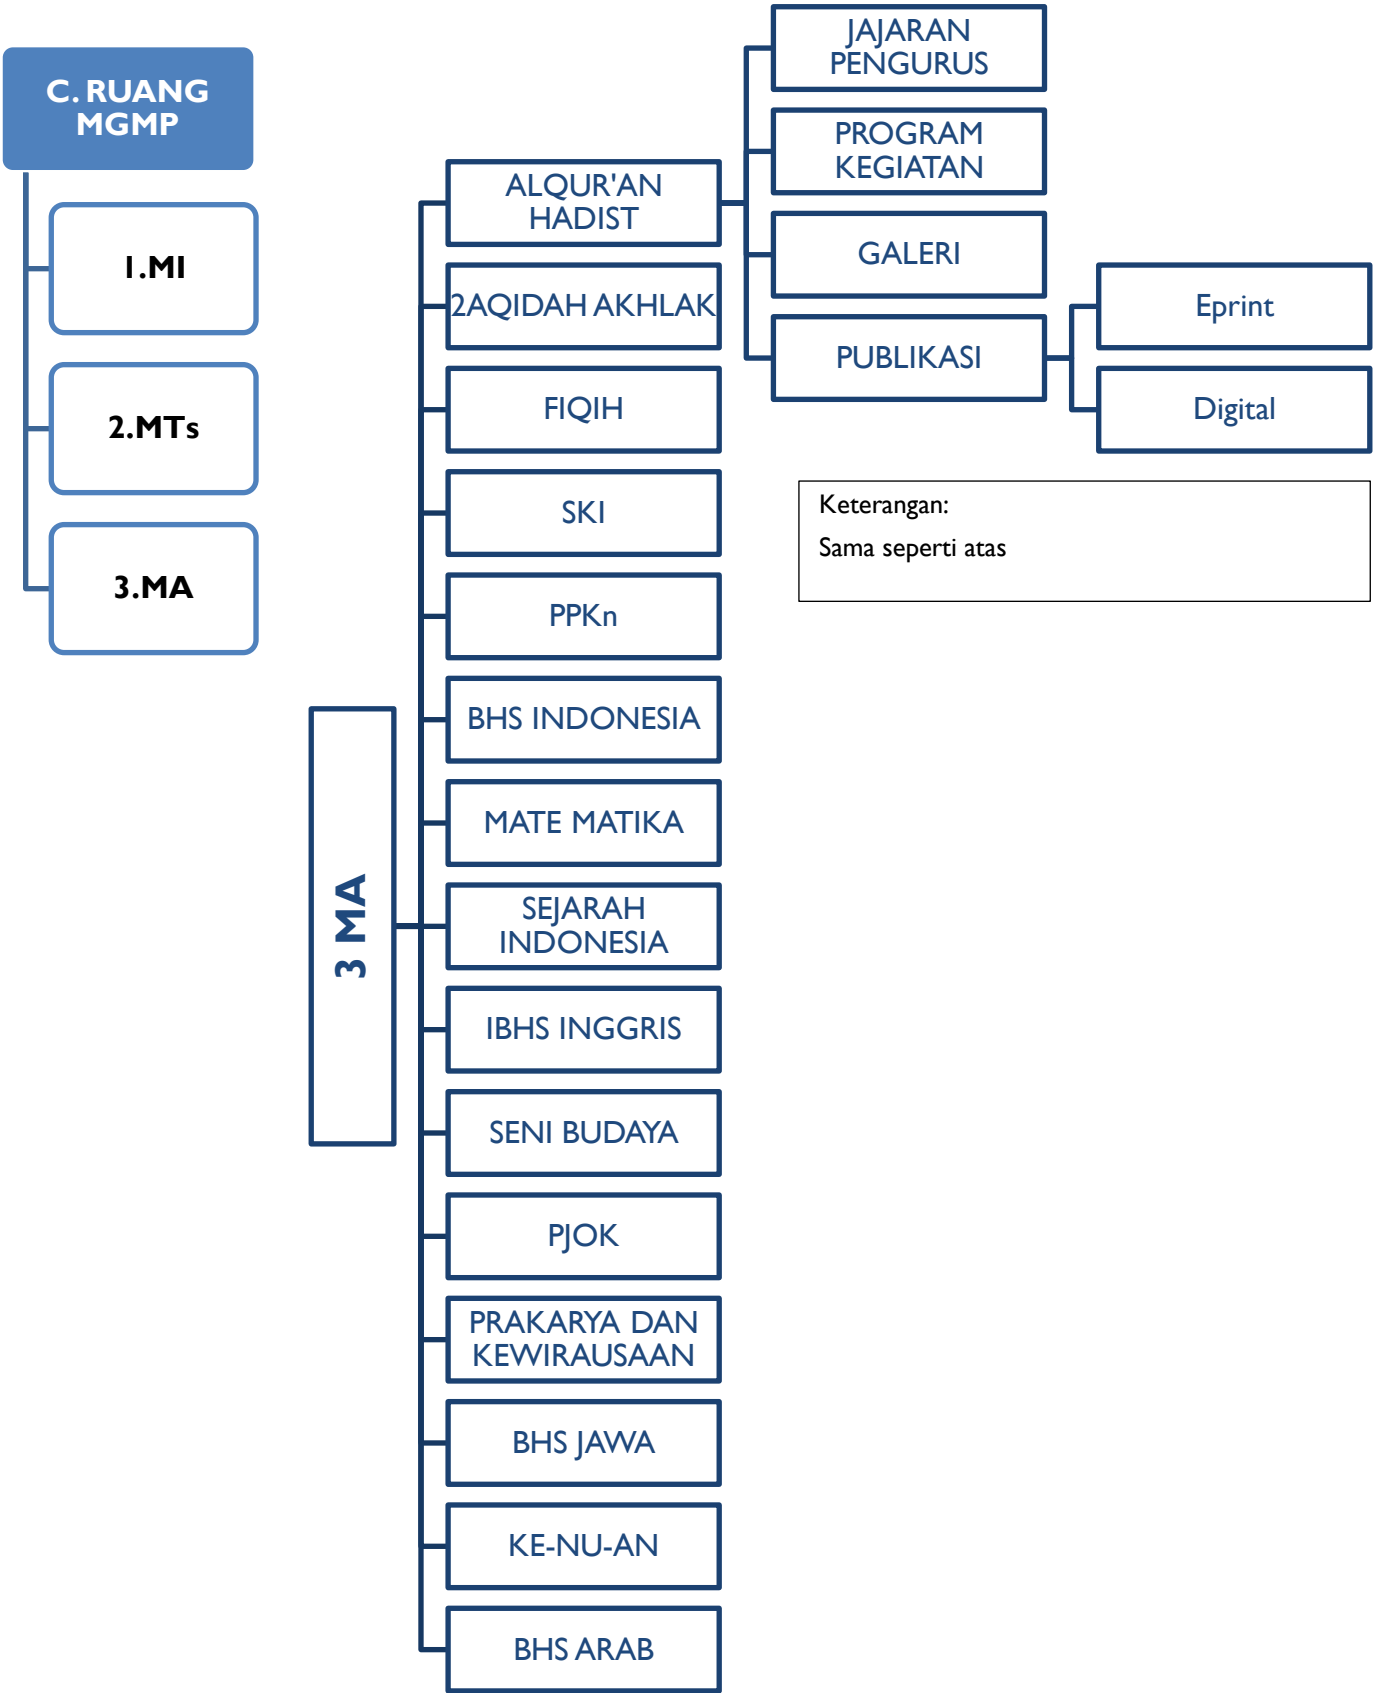 C. RUANG
MGMP
1.MI
2.MTs
3.MA
3 MA
ALQUR'AN
HADIST
2AQIDAH AKHLAK
FIQIH
SKI
PPKn
BHS INDONESIA
MATE MATIKA
SEJARAH
INDONESIA
IBHS INGGRIS
SENI BUDAYA
PJOK
PRAKARYA DAN
KEWIRAUSAAN
BHS JAWA
KE-NU-AN
BHS ARAB
JAJARAN
PENGURUS
PROGRAM
KEGIATAN
GALERI
PUBLIKASI
Eprint
Digital
Keterangan:
Sama seperti atas